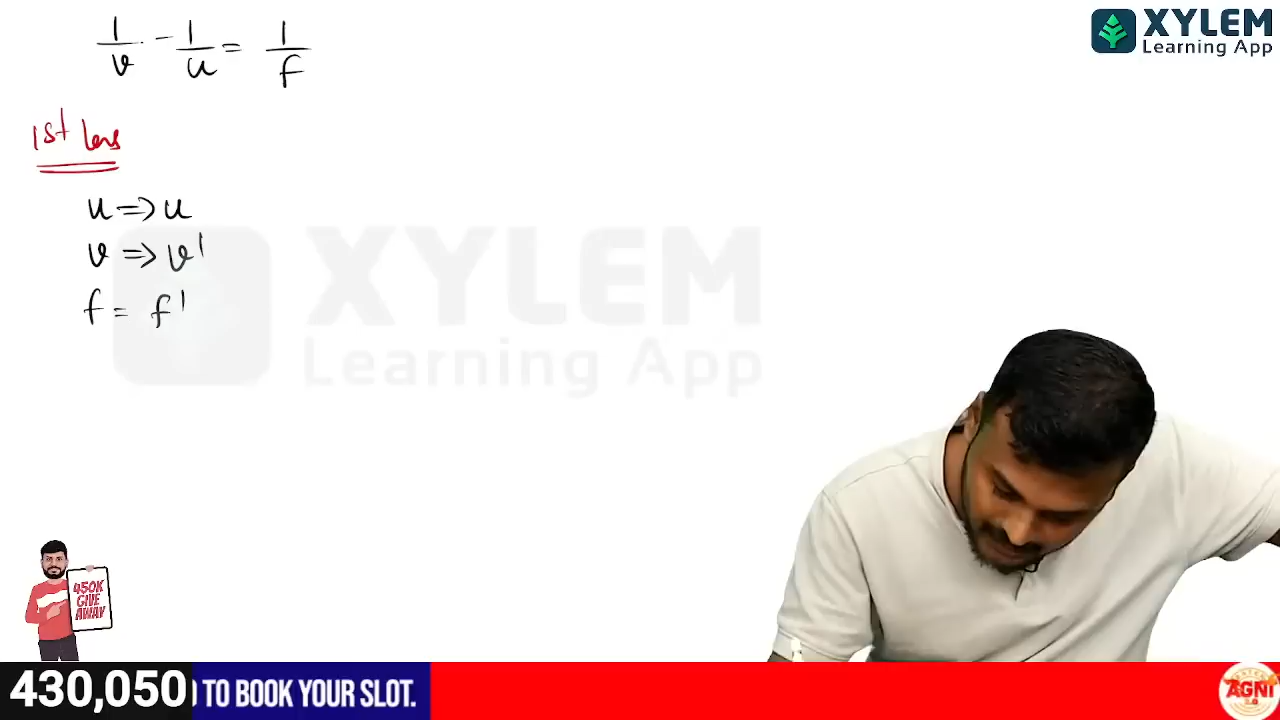 1/v - 1/u = 1/f
XYLEM
Learning App
1st lens
u => u
v => v'
f = f'
XYLEM
Learning App
450K
GIVE
AWAY
430,050
TO BOOK YOUR SLOT.
AGNI